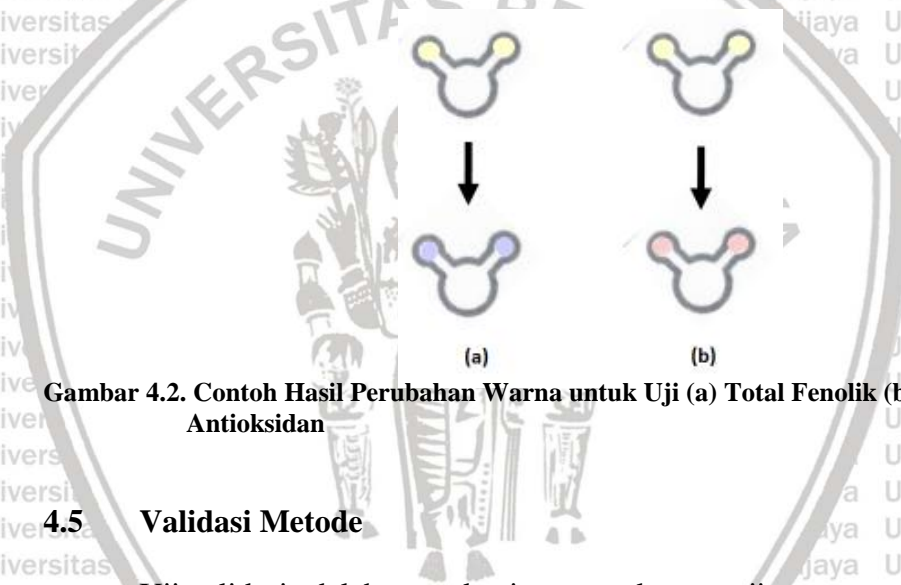 (a) (b)
Gambar 4.2. Contoh Hasil Perubahan Warna untuk Uji (a) Total Fenolik (b
Antioksidan
4.5 Validasi Metode